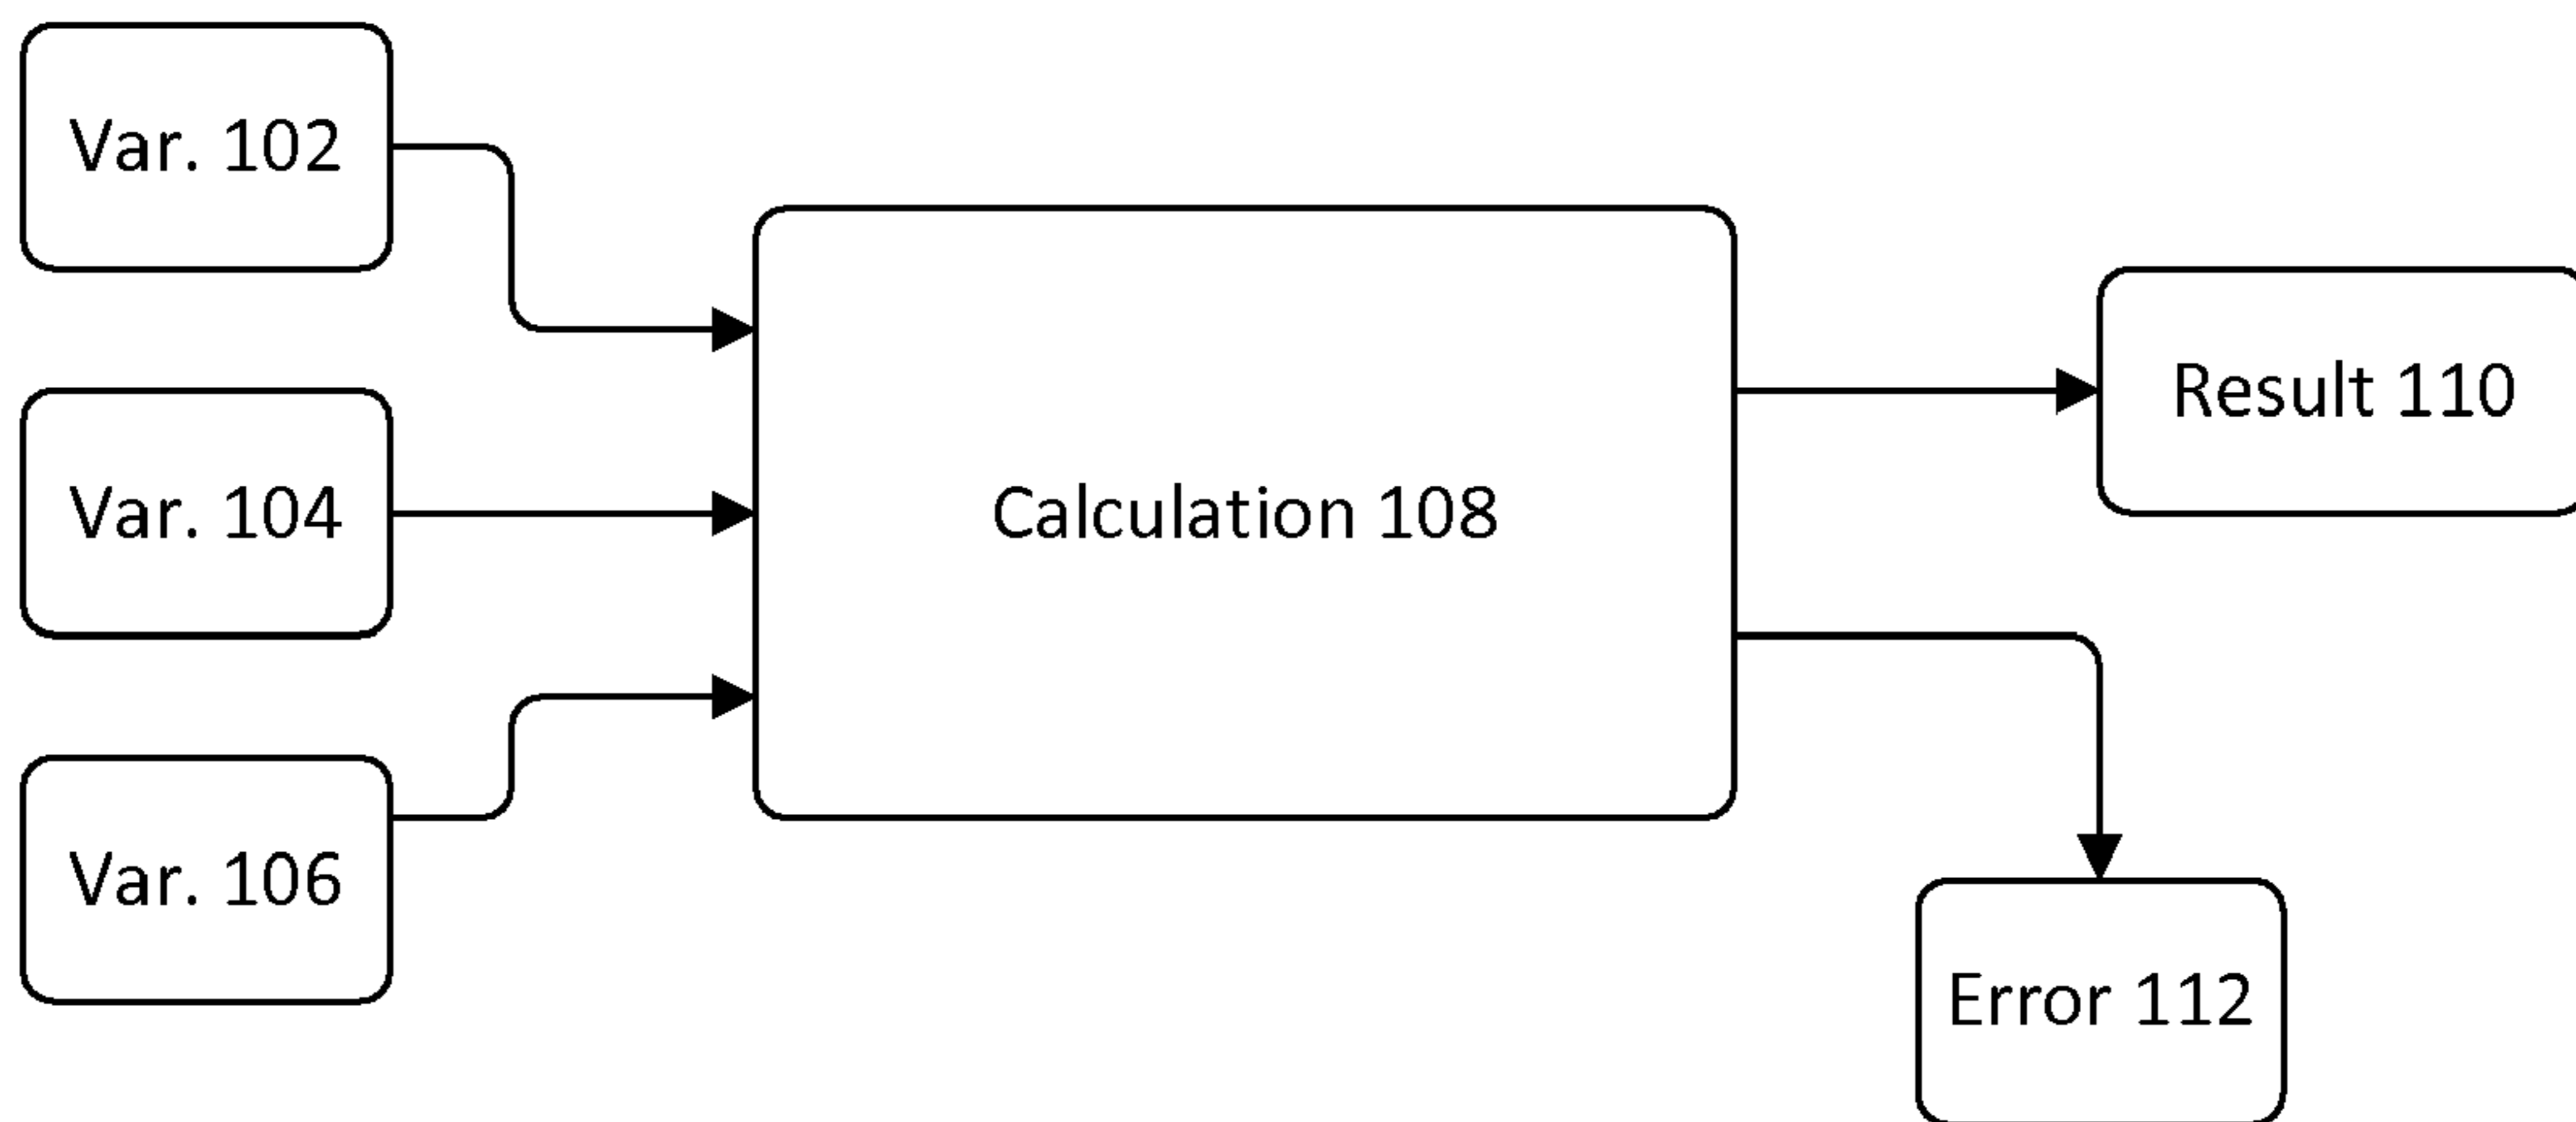 Var. 102
Var. 104
Var. 106
Calculation 108
Result 110
Error 112